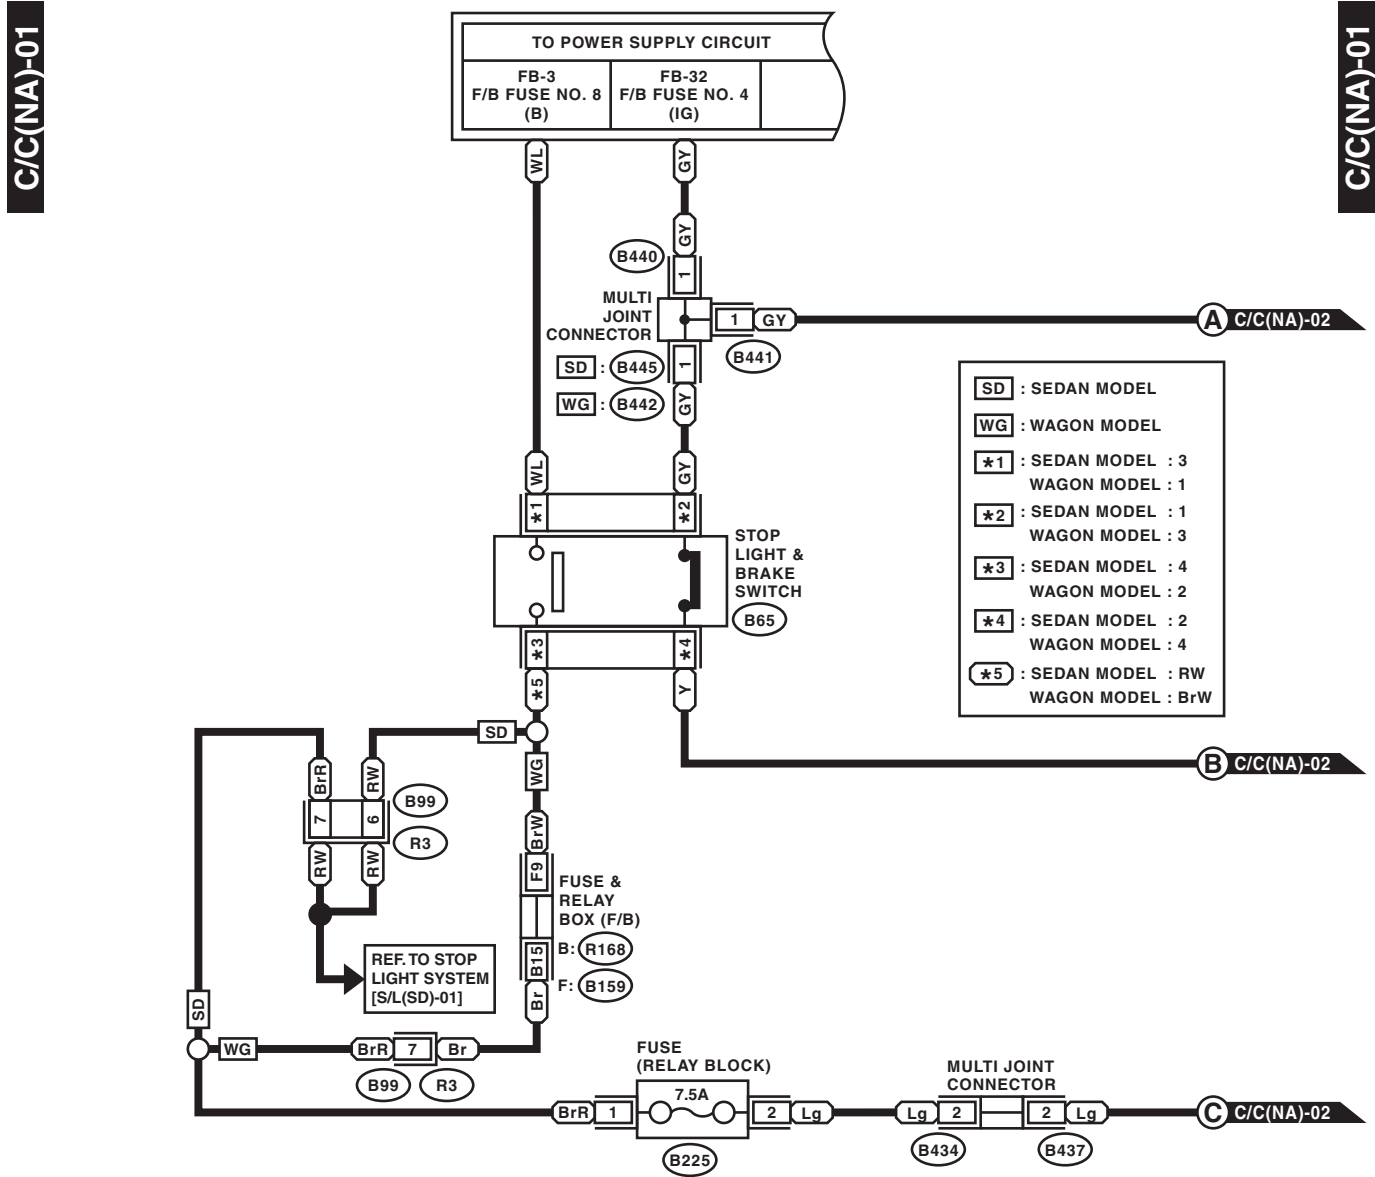 C/C(NA)-01
C/C(NA)-01
TO POWER SUPPLY CIRCUIT
FB-3
F/B FUSE NO. 8
(B)
FB-32
F/B FUSE NO. 4
(IG)
WL
GY
GY
B440
1
MULTI
JOINT
CONNECTOR
1
GY
A
C/C(NA)-02
B441
SD : B445
1
WG : B442
GY
WL
GY
*1
*2
STOP
LIGHT &
BRAKE
SWITCH
B65
*3
*4
*5
Y
SD : SEDAN MODEL
WG : WAGON MODEL
*1 : SEDAN MODEL : 3
WAGON MODEL : 1
*2 : SEDAN MODEL : 1
WAGON MODEL : 3
*3 : SEDAN MODEL : 4
WAGON MODEL : 2
*4 : SEDAN MODEL : 2
WAGON MODEL : 4
*5 : SEDAN MODEL : RW
WAGON MODEL : BrW
SD
WG
B
C/C(NA)-02
BrR
RW
B99
7
6
R3
RW
RW
BrW
F9
FUSE &
RELAY
BOX (F/B)
B15
B: R168
F: B159
Br
REF. TO STOP
LIGHT SYSTEM
[S/L(SD)-01]
SD
WG
BrR
7
Br
B99
R3
FUSE
(RELAY BLOCK)
7.5A
BrR
1
2
Lg
B225
MULTI JOINT
CONNECTOR
Lg
2
2
Lg
B434
B437
C
C/C(NA)-02